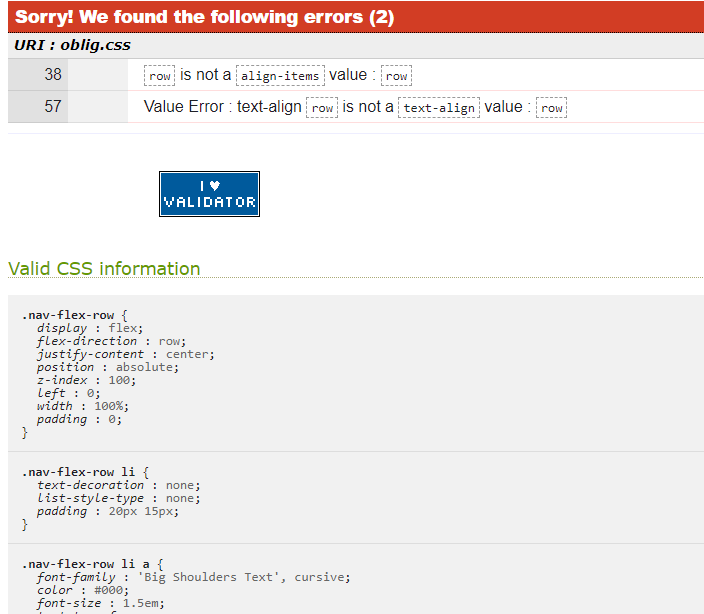 Sorry! We found the following errors (2)
URI : oblig.css
38 row is not a align-items value : row
57 Value Error : text-align row is not a text-align value : row
I ♥
VALIDATOR
Valid CSS information
.nav-flex-row {
display : flex;
flex-direction : row;
justify-content : center;
position : absolute;
z-index : 100;
left : 0;
width : 100%;
padding : 0;
}
.nav-flex-row li {
text-decoration : none;
list-style-type : none;
padding : 20px 15px;
}
.nav-flex-row li a {
font-family : 'Big Shoulders Text', cursive;
color : #000;
font-size : 1.5em;